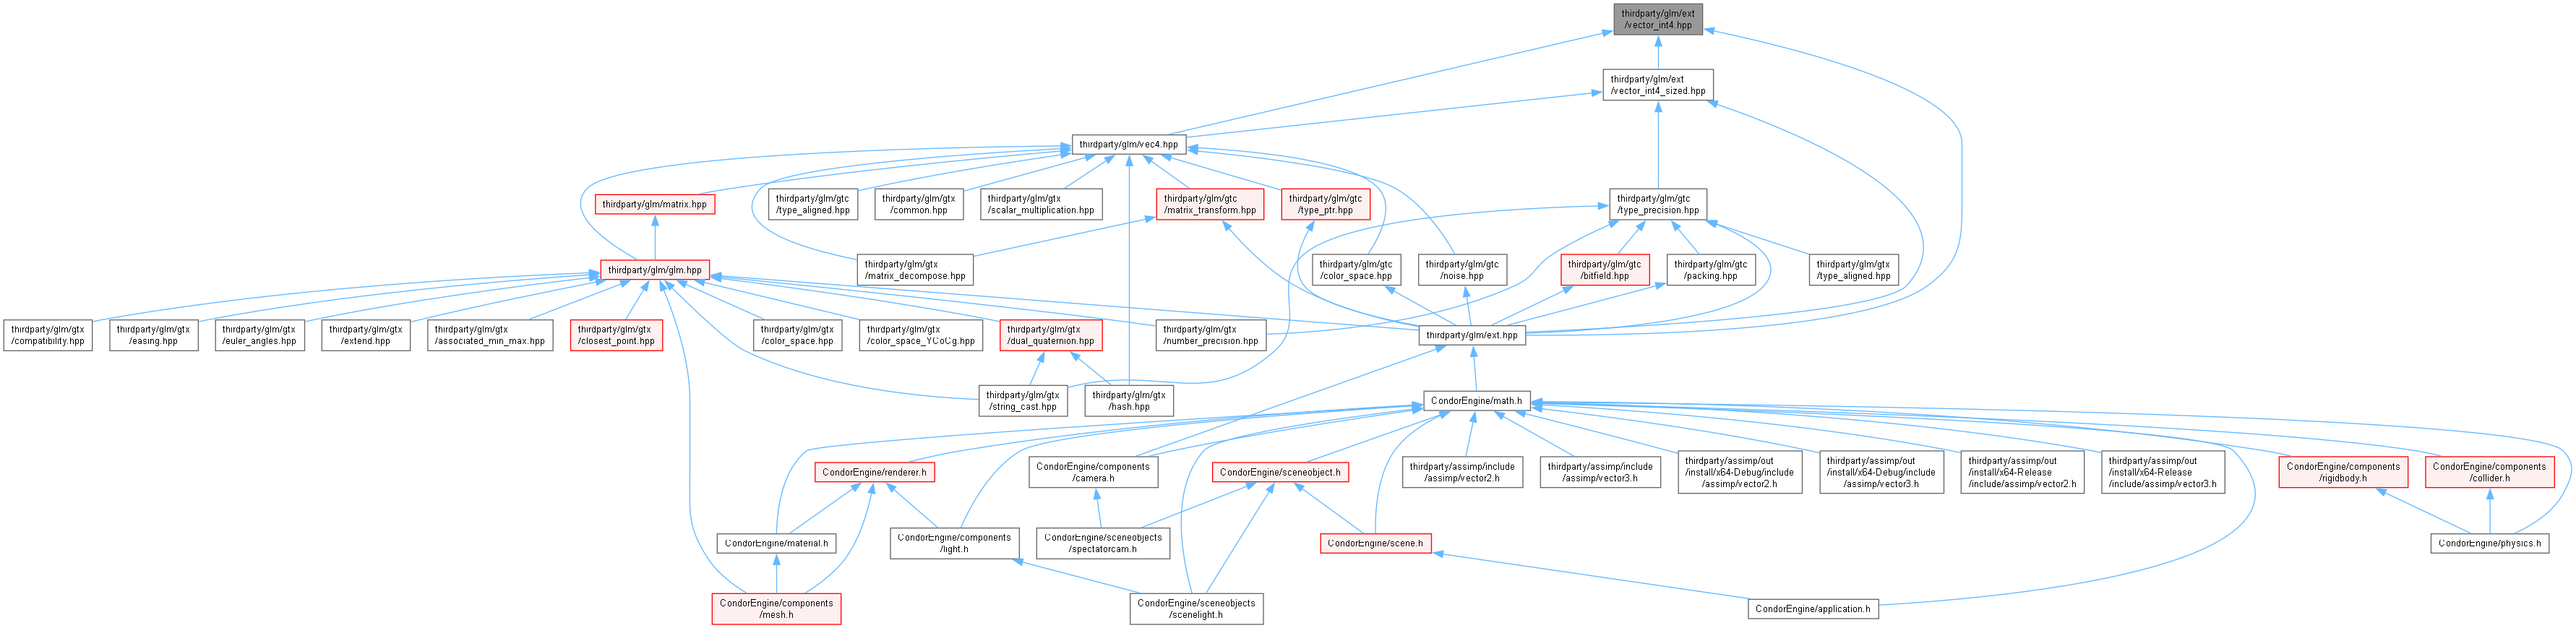 thirdparty/glm/ext
/vector_int4.hpp
thirdparty/glm/ext
/vector_int4_sized.hpp
thirdparty/glm/vec4.hpp
thirdparty/glm/matrix.hpp
thirdparty/glm/gtc
/type_aligned.hpp
thirdparty/glm/gtx
/common.hpp
thirdparty/glm/gtx
/scalar_multiplication.hpp
thirdparty/glm/gtc
/matrix_transform.hpp
thirdparty/glm/gtc
/type_ptr.hpp
thirdparty/glm/gtc
/type_precision.hpp
thirdparty/glm/glm.hpp
thirdparty/glm/gtx
/matrix_decompose.hpp
thirdparty/glm/gtc
/color_space.hpp
thirdparty/glm/gtc
/noise.hpp
thirdparty/glm/gtc
/bitfield.hpp
thirdparty/glm/gtc
/packing.hpp
thirdparty/glm/gtx
/type_aligned.hpp
thirdparty/glm/gtx
/compatibility.hpp
thirdparty/glm/gtx
/easing.hpp
thirdparty/glm/gtx
/euler_angles.hpp
thirdparty/glm/gtx
/extend.hpp
thirdparty/glm/gtx
/associated_min_max.hpp
thirdparty/glm/gtx
/closest_point.hpp
thirdparty/glm/gtx
/color_space.hpp
thirdparty/glm/gtx
/color_space_YCoCg.hpp
thirdparty/glm/gtx
/dual_quaternion.hpp
thirdparty/glm/gtx
/number_precision.hpp
thirdparty/glm/ext.hpp
thirdparty/glm/gtx
/string_cast.hpp
thirdparty/glm/gtx
/hash.hpp
CondorEngine/math.h
CondorEngine/renderer.h
CondorEngine/components
/camera.h
CondorEngine/sceneobject.h
thirdparty/assimp/include
/assimp/vector2.h
thirdparty/assimp/include
/assimp/vector3.h
thirdparty/assimp/out
/install/x64-Debug/include
/assimp/vector2.h
thirdparty/assimp/out
/install/x64-Debug/include
/assimp/vector3.h
thirdparty/assimp/out
/install/x64-Release
/include/assimp/vector2.h
thirdparty/assimp/out
/install/x64-Release
/include/assimp/vector3.h
CondorEngine/components
/rigidbody.h
CondorEngine/components
/collider.h
CondorEngine/material.h
CondorEngine/components
/light.h
CondorEngine/sceneobjects
/spectatorcam.h
CondorEngine/scene.h
CondorEngine/physics.h
CondorEngine/components
/mesh.h
CondorEngine/sceneobjects
/scenelight.h
CondorEngine/application.h